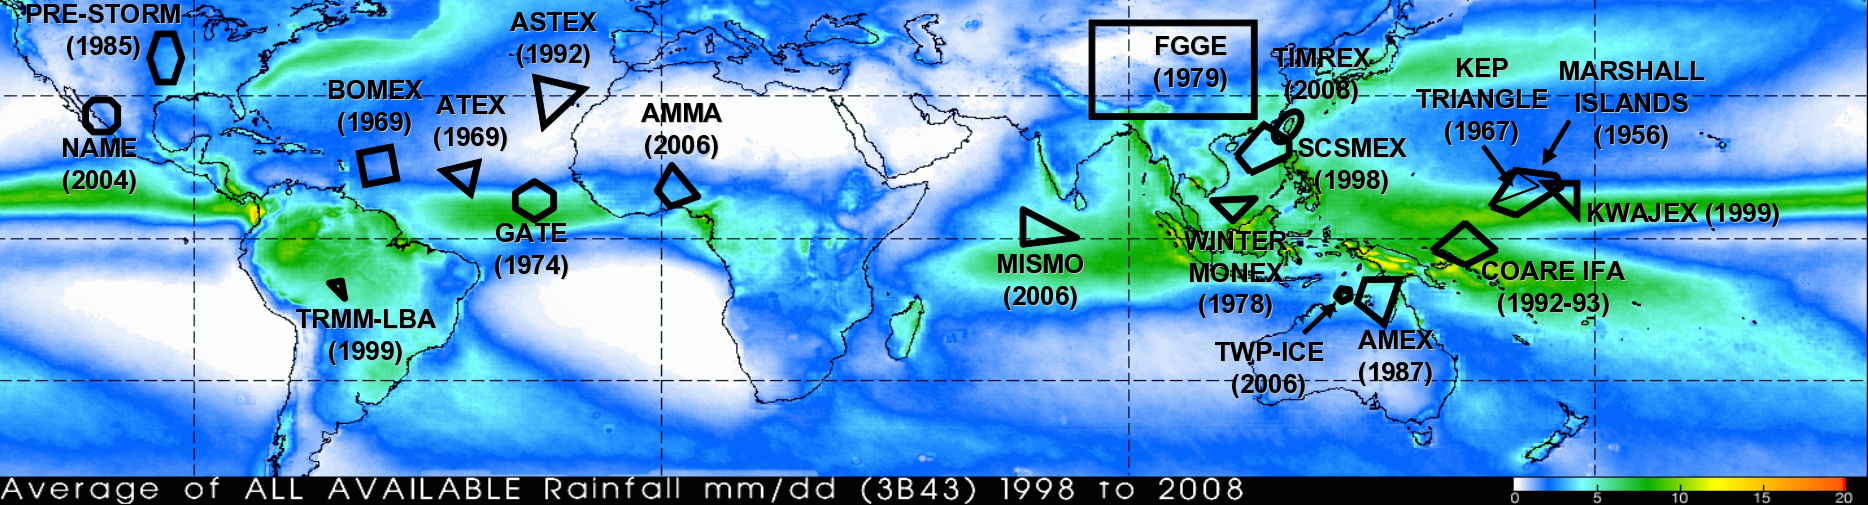 PRE-STORM
(1985)
ASTEX
(1992)
BOMEX
(1969)
ATEX
(1969)
AMMA
(2006)
NAME
(2004)
GATE
(1974)
TRMM-LBA
(1999)
FGGE
(1979)
TIMREX
(2008)
KEP
TRIANGLE
(1967)
MARSHALL
ISLANDS
(1956)
SCSMEX
(1998)
KWAJEX (1999)
MISMO
(2006)
WINTER
MONEX
(1978)
COARE IFA
(1992-93)
TWP-ICE
(2006)
AMEX
(1987)
Average of ALL AVAILABLE Rainfall mm/dd (3B43) 1998 to 2008
0 5 10 15 20